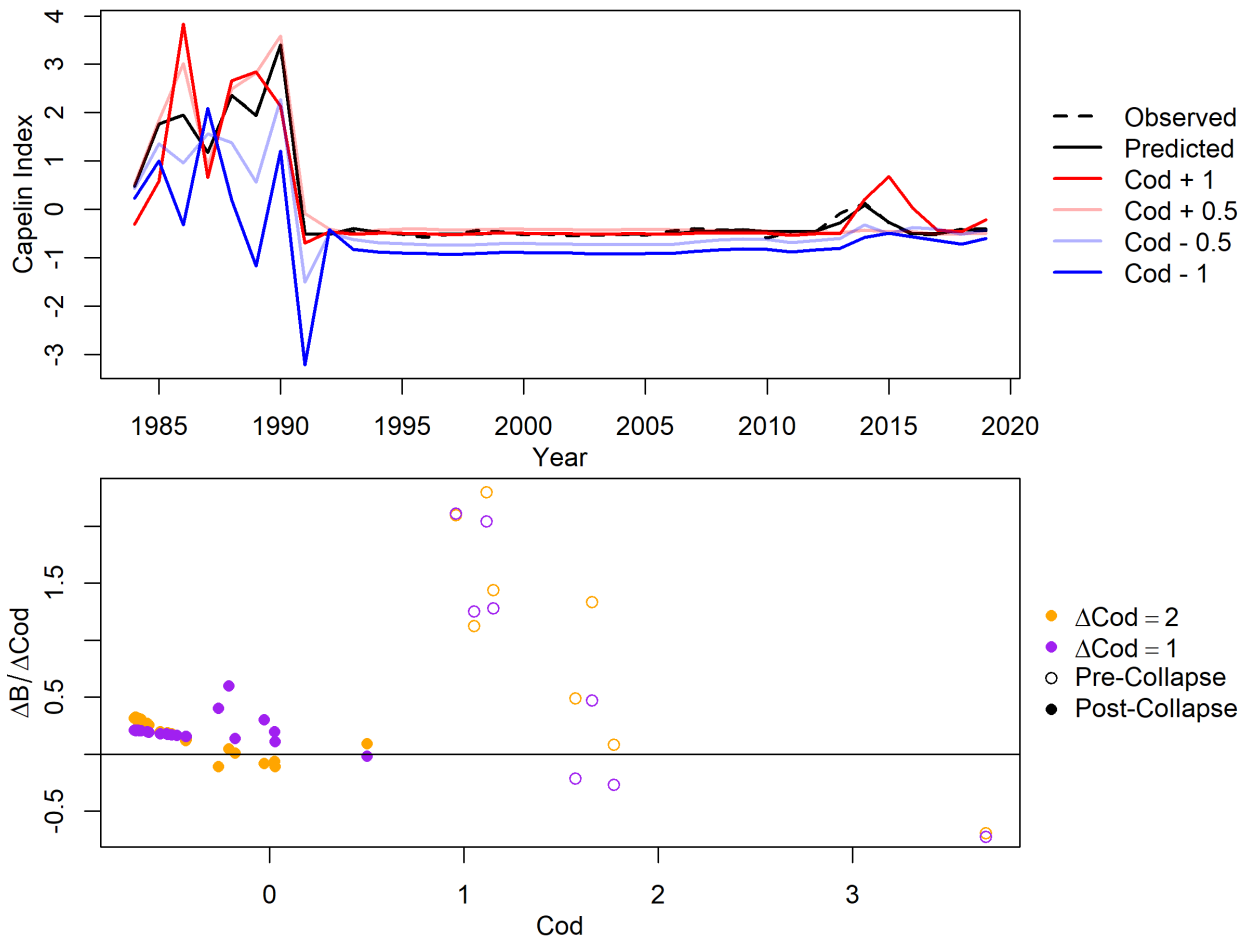 4
3
2
1
0
-1
-2
-3
Capelin Index
1985 1990 1995 2000 2005 2010 2015 2020
Year
Observed
Predicted
Cod + 1
Cod + 0.5
Cod - 0.5
Cod - 1
1.5
0.5
-0.5
ΔB/ΔCod
0 1 2 3
Cod
ΔCod = 2
ΔCod = 1
Pre-Collapse
Post-Collapse